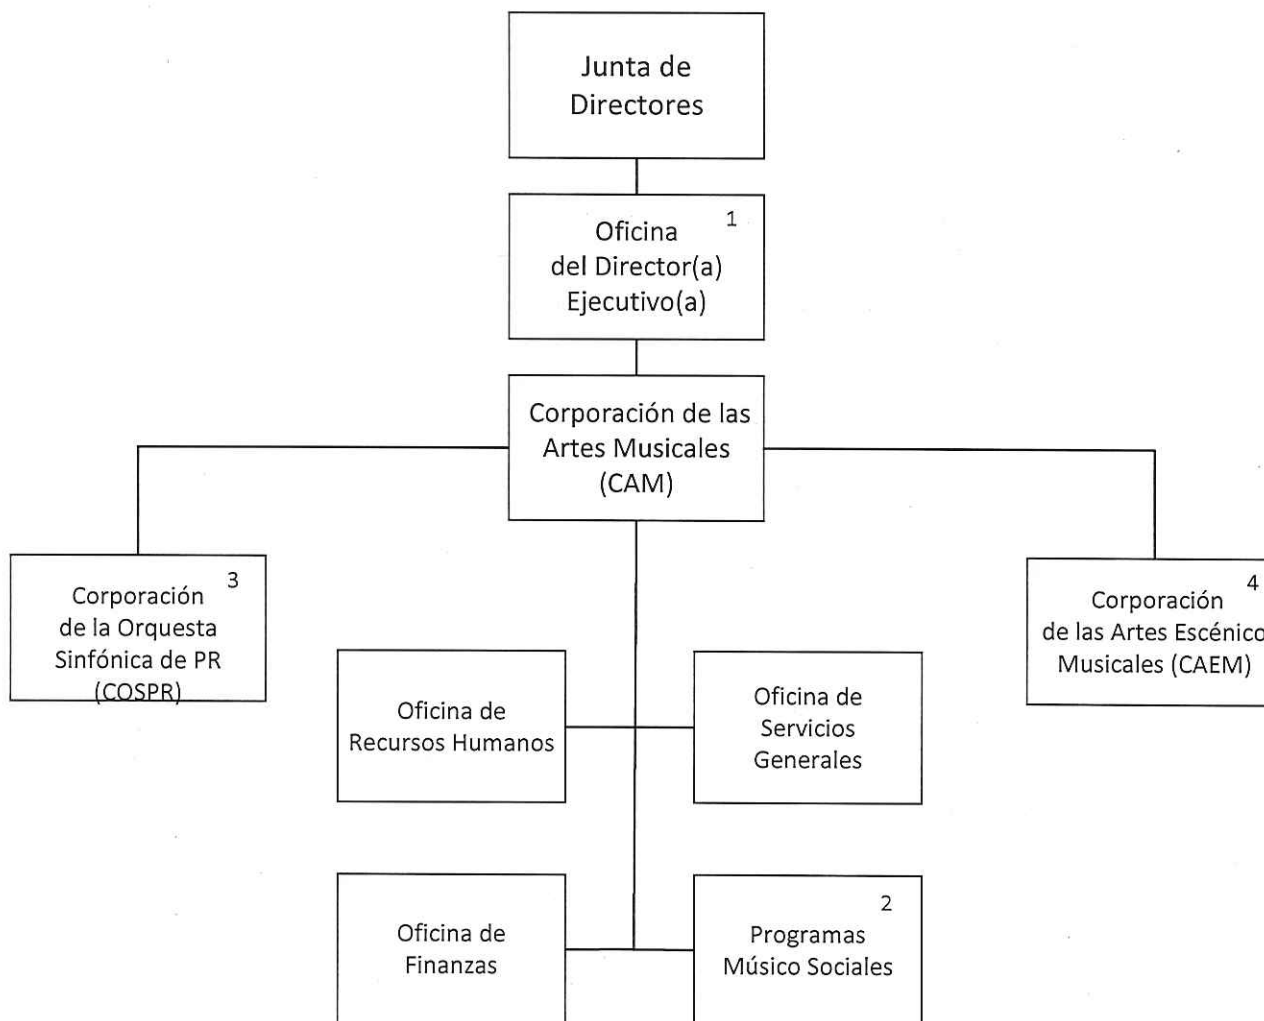 Junta de
Directores
1
Oficina
del Director(a)
Ejecutivo(a)
Corporación de las
Artes Musicales
(CAM)
3
Corporación
de la Orquesta
Sinfónica de PR
(COSPR)
4
Corporación
de las Artes Escénico
Musicales (CAEM)
Oficina de
Recursos Humanos
Oficina de
Servicios
Generales
Oficina de
Finanzas
2
Programas
Músico Sociales